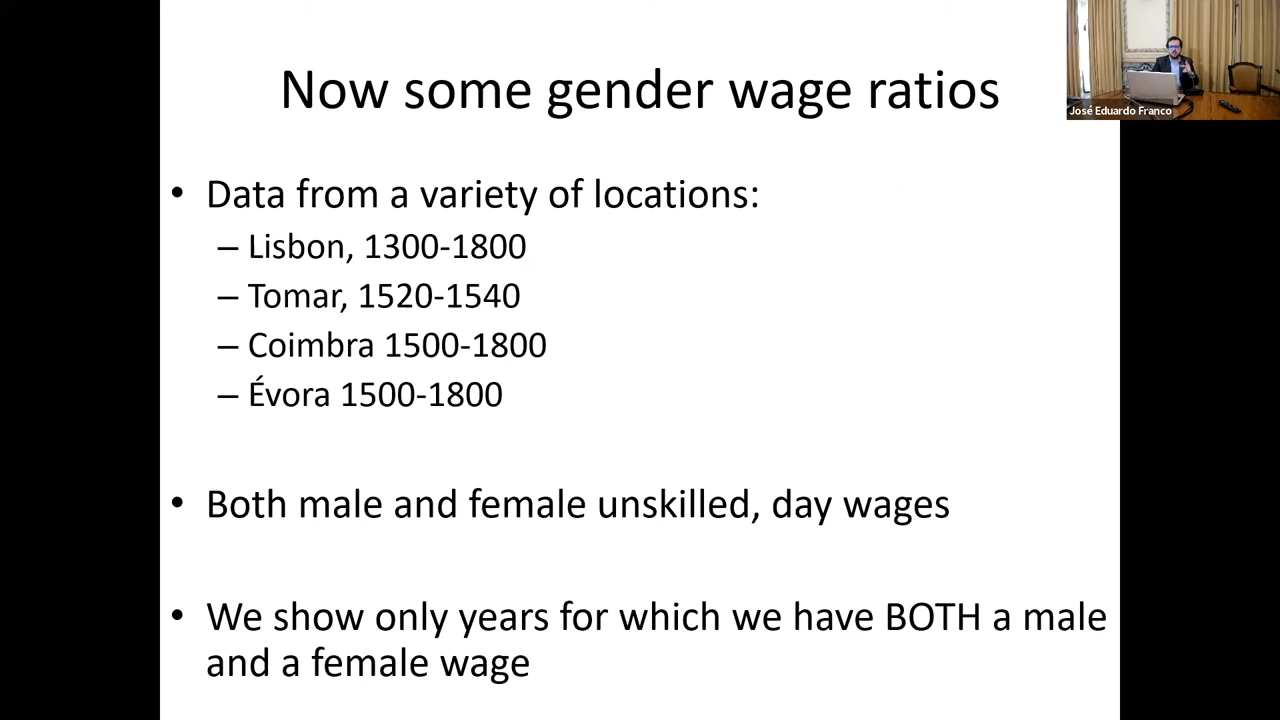 Now some gender wage ratios
José Eduardo Franco
• Data from a variety of locations:
– Lisbon, 1300-1800
– Tomar, 1520-1540
– Coimbra 1500-1800
– Évora 1500-1800
• Both male and female unskilled, day wages
• We show only years for which we have BOTH a male
and a female wage